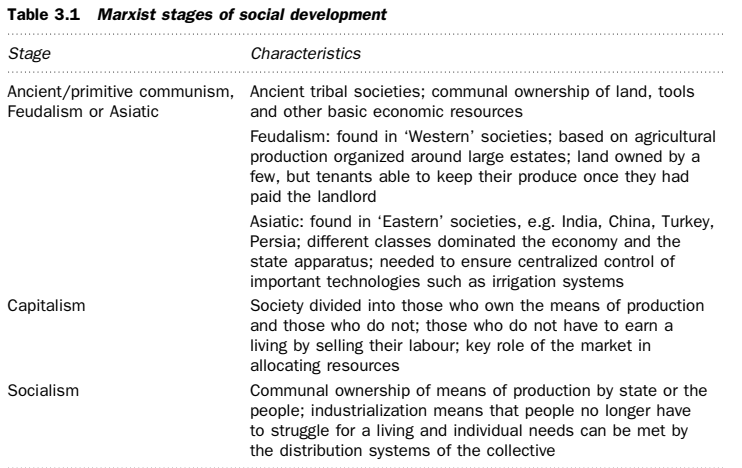 Table 3.1 Marxist stages of social development
Stage Characteristics
Ancient/primitive communism, Ancient tribal societies; communal ownership of land, tools
Feudalism or Asiatic and other basic economic resources
Feudalism: found in ‘Western’ societies; based on agricultural
production organized around large estates; land owned by a
few, but tenants able to keep their produce once they had
paid the landlord
Asiatic: found in ‘Eastern’ societies, e.g. India, China, Turkey,
Persia; different classes dominated the economy and the
state apparatus; needed to ensure centralized control of
important technologies such as irrigation systems
Capitalism Society divided into those who own the means of production
and those who do not; those who do not have to earn a
living by selling their labour; key role of the market in
allocating resources
Socialism Communal ownership of means of production by state or the
people; industrialization means that people no longer have
to struggle for a living and individual needs can be met by
the distribution systems of the collective